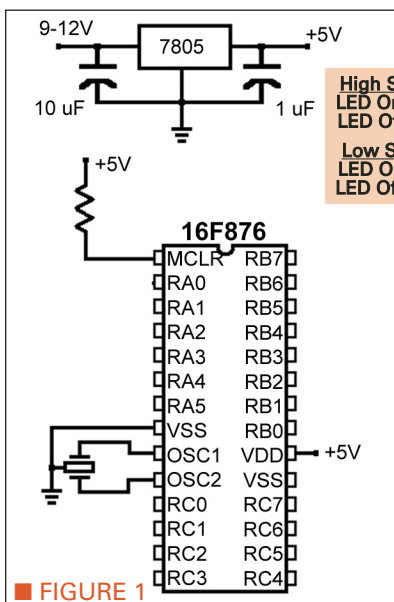 9-12V
7805
+5V
10 uF
1 uF
High S
LED O
LED O
Low S
LED O
LED Of
+5V
16F876
MCLR RB7
RA0 RB6
RA1 RB5
RA2 RB4
RA3 RB3
RA4 RB2
RA5 RB1
VSS RB0
OSC1 VDD +5V
OSC2 VSS
RC0 RC7
RC1 RC6
RC2 RC5
RC3 RC4
FIGURE 1